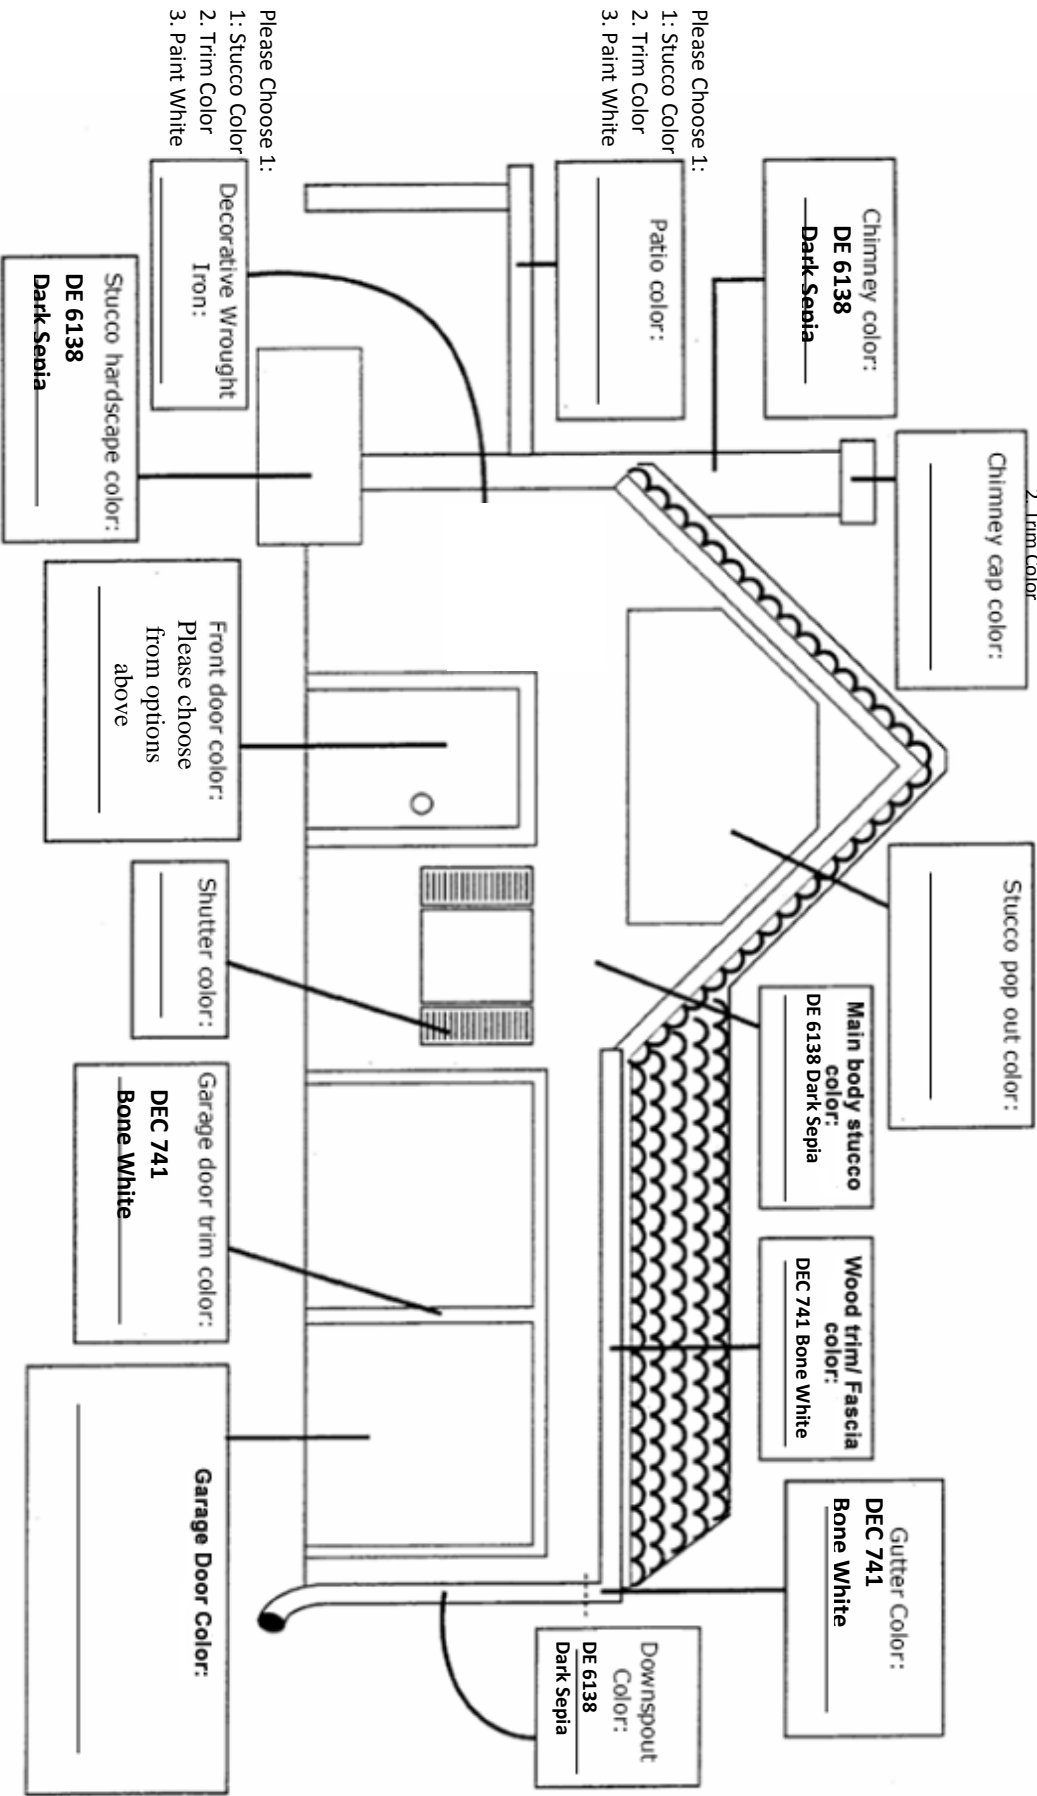 2. Trim Color
Please Choose 1:
1: Stucco Color
2. Trim Color
3. Paint White
Please Choose 1:
1: Stucco Color
2. Trim Color
3. Paint White
Chimney cap color:
Stucco pop out color:
Chimney color:
DE 6138
Dark Sepia
Main body stucco
color:
DE 6138 Dark Sepia
Wood trim/ Fascia
color:
DEC 741 Bone White
Gutter Color:
DEC 741
Bone White
Patio color:
Downspout
Color:
DE 6138
Dark Sepia
Decorative Wrought
Iron:
Stucco hardscape color:
DE 6138
Dark Sepia
Front door color:
Please choose
from options
above
Shutter color:
Garage door trim color:
DEC 741
Bone White
Garage Door Color: